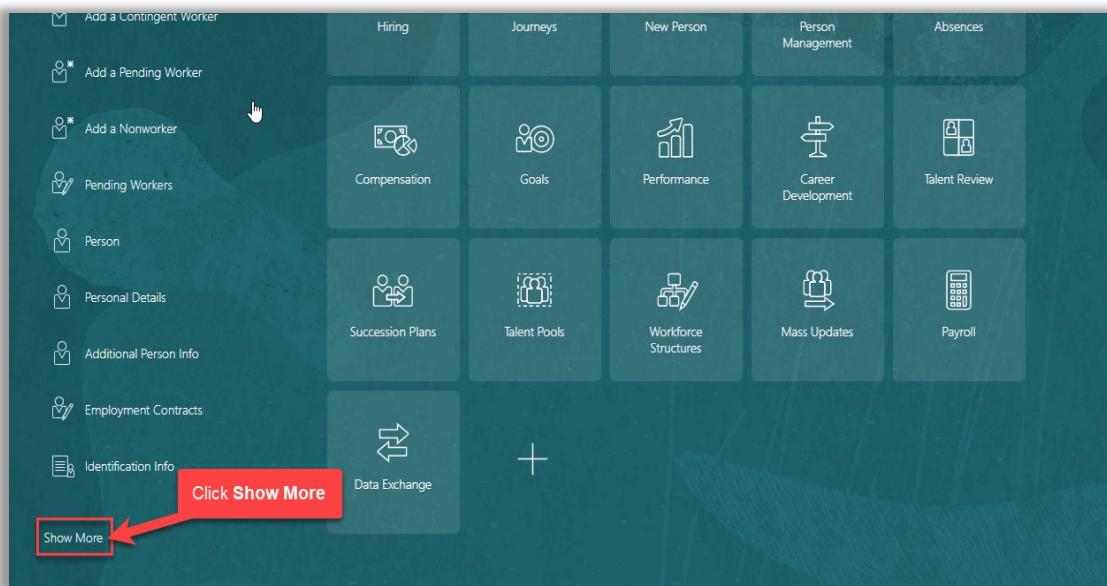 Add a Contingent Worker
Add a Pending Worker
Add a Nonworker
Pending Workers
Person
Personal Details
Additional Person Info
Employment Contracts
Identification Info
Show More
Click Show More
Hiring
Journeys
New Person
Person
Management
Absences
Compensation
Goals
Performance
Career
Development
Talent Review
Succession Plans
Talent Pools
Workforce
Structures
Mass Updates
Payroll
Data Exchange